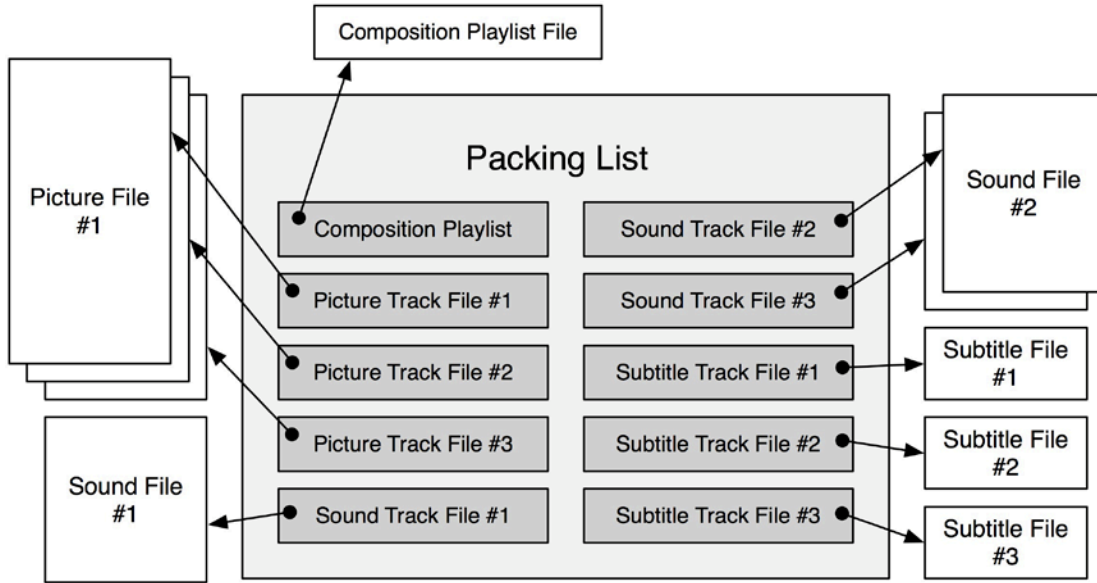 Composition Playlist File
Packing List
Picture File
#1
Sound File
#2
Composition Playlist
Sound Track File #2
Picture Track File #1
Sound Track File #3
Picture Track File #2
Subtitle Track File #1
Subtitle File
#1
Picture Track File #3
Subtitle Track File #2
Subtitle File
#2
Sound File
#1
Sound Track File #1
Subtitle Track File #3
Subtitle File
#3